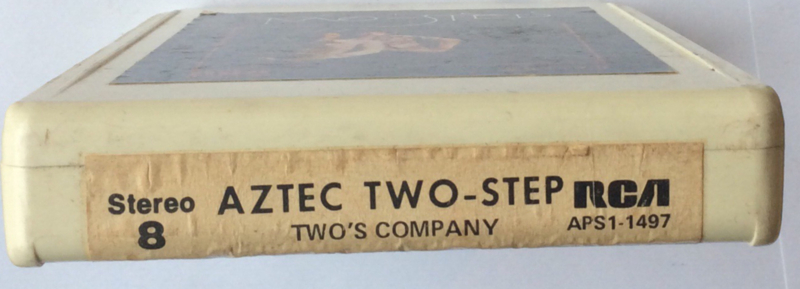 Stereo 8
AZTEC TWO-STEP
TWO'S COMPANY
RCA
APS1-1497